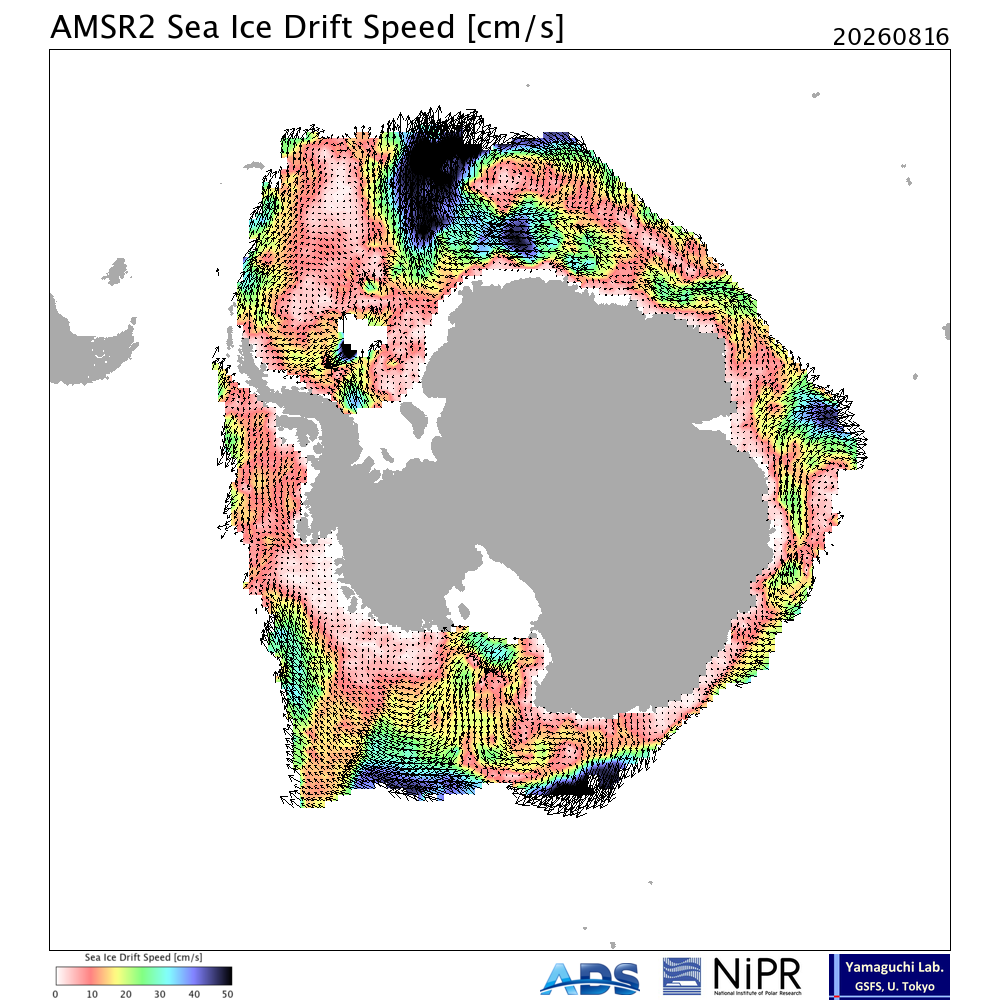 AMSR2 Sea Ice Drift Speed [cm/s]
20260816
Sea Ice Drift Speed [cm/s]
0 10 20 30 40 50
ADS
NiPR
National Institute of Polar Research
Yamaguchi Lab.
GSFS, U. Tokyo